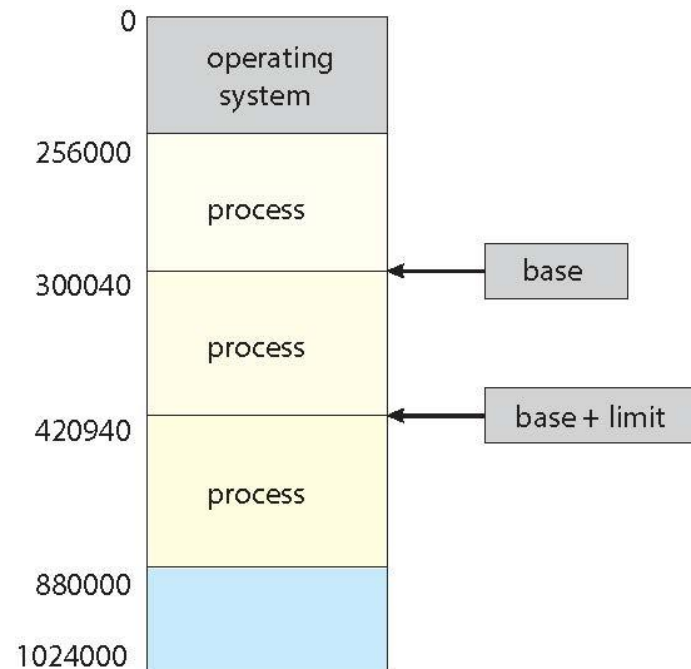 0
operating
system
256000
process
base
300040
process
base + limit
420940
process
880000
1024000